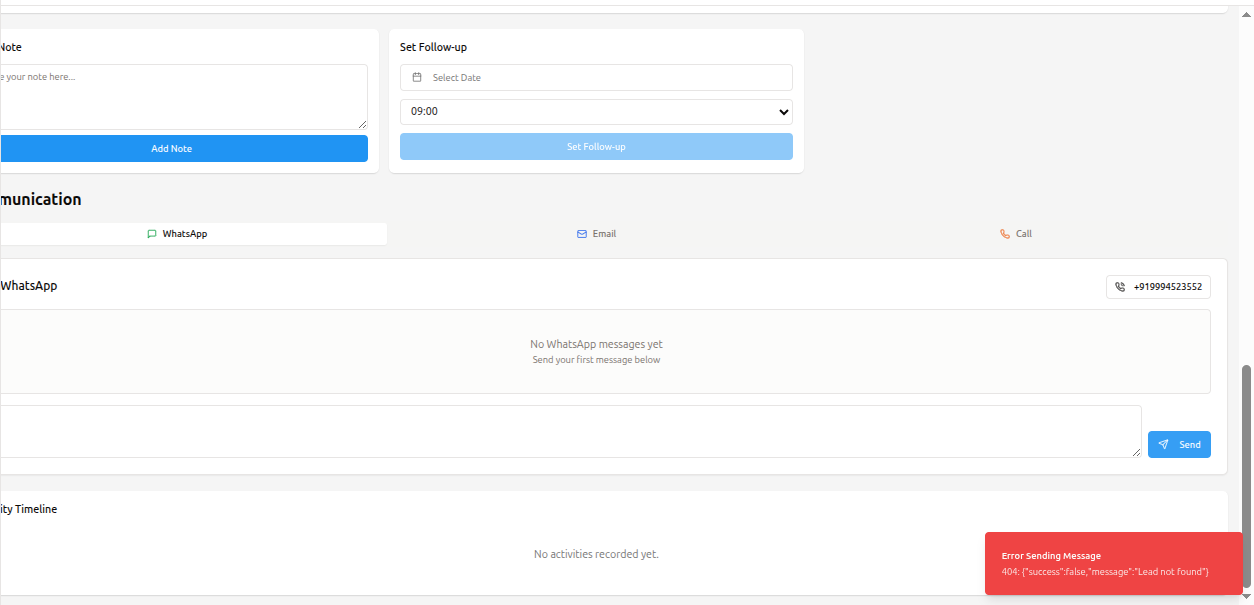 Note
Set Follow-up
e your note here...
Select Date
09:00
Add Note
Set Follow-up
munication
WhatsApp
Email
Call
WhatsApp
+919994523552
No WhatsApp messages yet
Send your first message below
Send
ity Timeline
No activities recorded yet.
Error Sending Message
404: {"success":false,"message":"Lead not found"}